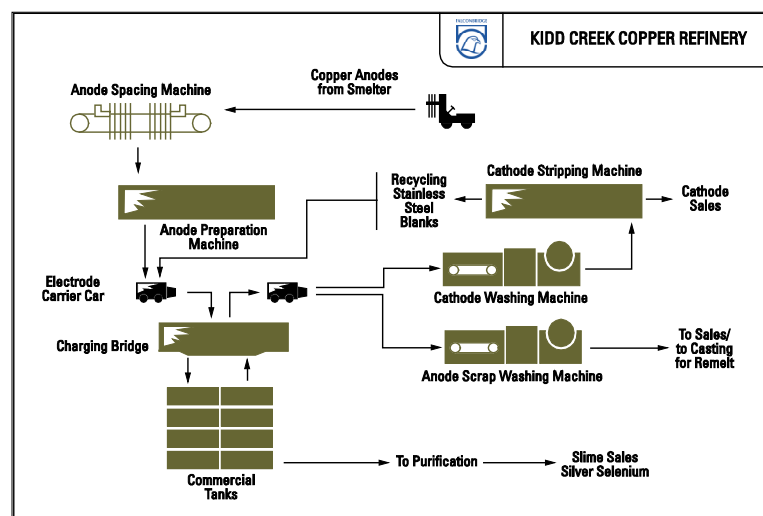 FALCONBRIDGE
KIDD CREEK COPPER REFINERY
Copper Anodes
from Smelter
Anode Spacing Machine
Recycling
Stainless
Steel
Blanks
Cathode Stripping Machine
Cathode
Sales
Anode Preparation
Machine
Electrode
Carrier Car
Cathode Washing Machine
Charging Bridge
Anode Scrap Washing Machine
To Sales/
to Casting
for Remelt
Commercial
Tanks
To Purification
Slime Sales
Silver Selenium